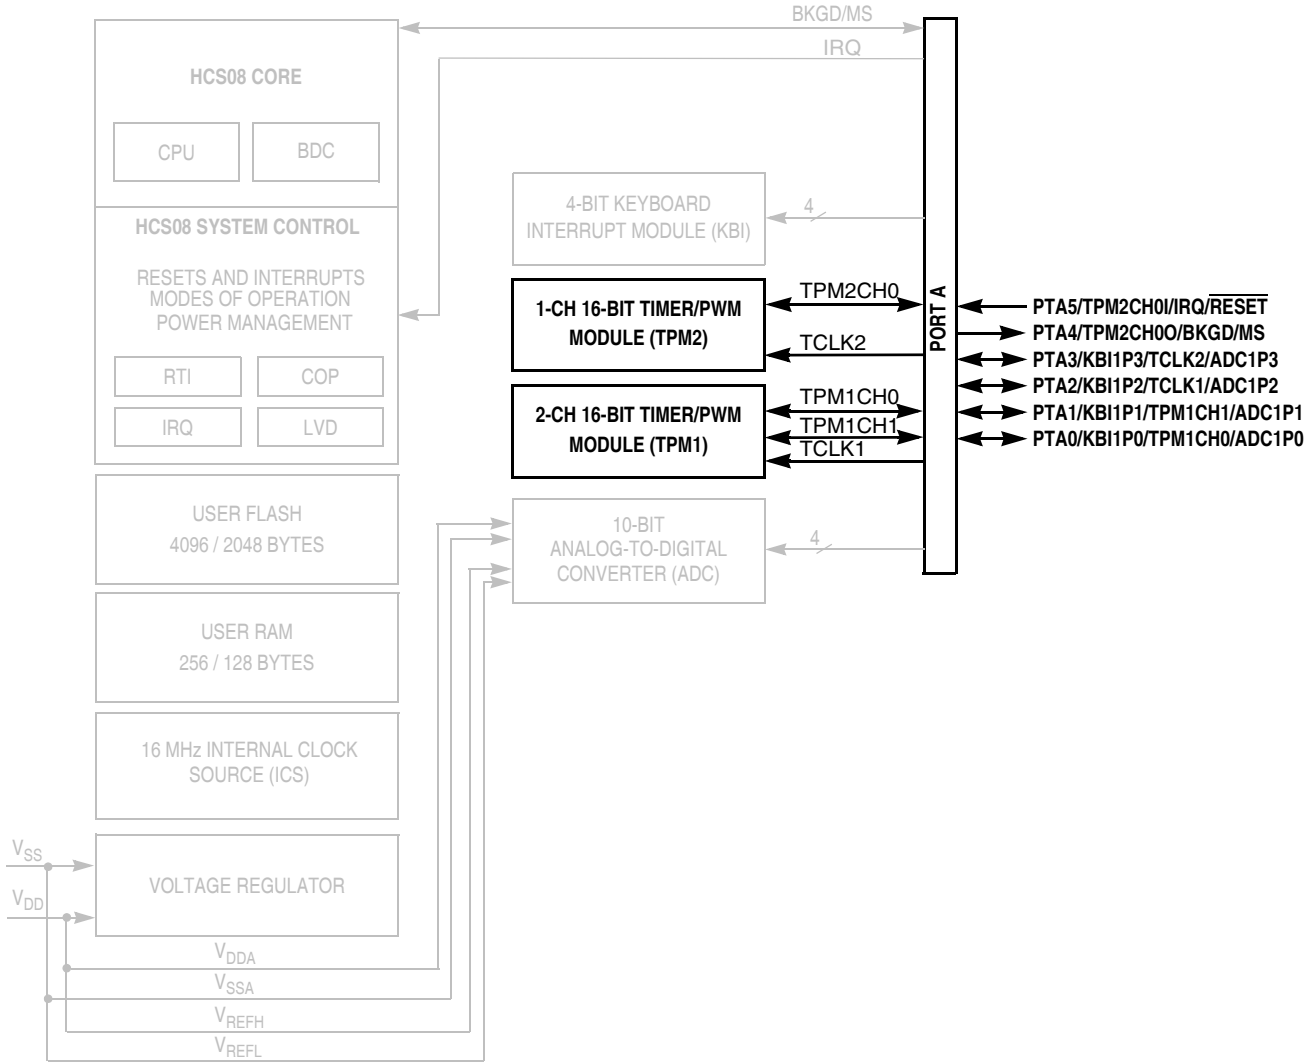 BKGD/MS
IRQ
HCS08 CORE
CPU
BDC
HCS08 SYSTEM CONTROL
RESETS AND INTERRUPTS
MODES OF OPERATION
POWER MANAGEMENT
RTI
COP
IRQ
LVD
USER FLASH
4096 / 2048 BYTES
USER RAM
256 / 128 BYTES
16 MHz INTERNAL CLOCK
SOURCE (ICS)
VOLTAGE REGULATOR
VSS
VDD
VDDA
VSSA
VREFH
VREFL
4-BIT KEYBOARD
INTERRUPT MODULE (KBI)
4
1-CH 16-BIT TIMER/PWM
MODULE (TPM2)
TPM2CH0
TCLK2
2-CH 16-BIT TIMER/PWM
MODULE (TPM1)
TPM1CH0
TPM1CH1
TCLK1
10-BIT
ANALOG-TO-DIGITAL
CONVERTER (ADC)
4
PORT A
PTA5/TPM2CH0I/IRQ/RESET
PTA4/TPM2CH0O/BKGD/MS
PTA3/KBI1P3/TCLK2/ADC1P3
PTA2/KBI1P2/TCLK1/ADC1P2
PTA1/KBI1P1/TPM1CH1/ADC1P1
PTA0/KBI1P0/TPM1CH0/ADC1P0